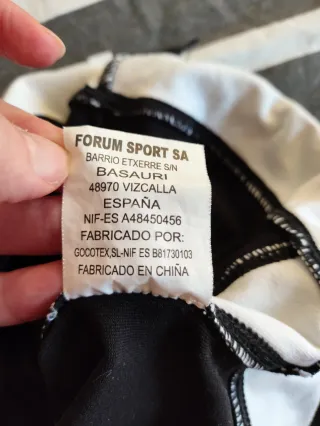 FORUM SPORT SA
BARRIO ETXERRE S/N
BASAURI
48970 VIZCALLA
ESPAÑA
NIF-ES A48450456
FABRICADO POR:
GOCOTEX,SL-NIF ES B81730103
FABRICADO EN CHIÑA